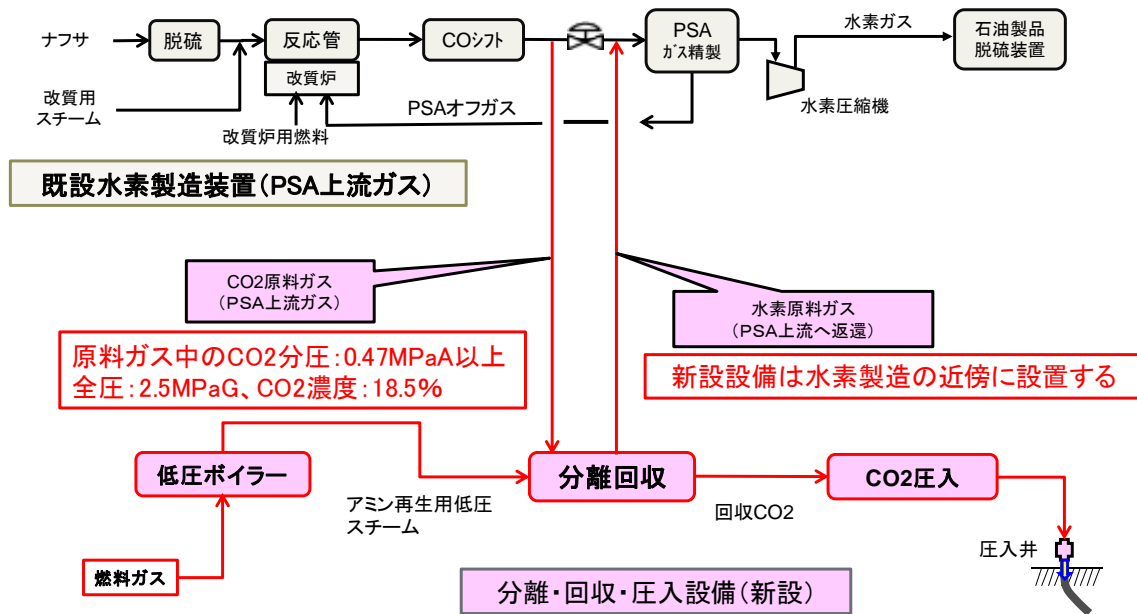 ナフサ
脱硫
反応管
COｼﾌﾄ
PSA
ｶﾞｽ精製
水素ガス
石油製品
脱硫装置
改質炉
水素圧縮機
改質用
スチーム
PSAオフガス
改質炉用燃料
既設水素製造装置(PSA上流ガス)
CO2原料ガス
(PSA上流ガス)
水素原料ガス
(PSA上流へ返還)
原料ガス中のCO2分圧:0.47MPaA以上
全圧:2.5MPaG、CO2濃度:18.5%
新設設備は水素製造の近傍に設置する
低圧ボイラー
分離回収
CO2圧入
アミン再生用低圧
スチーム
回収CO2
圧入井
燃料ガス
分離・回収・圧入設備(新設)